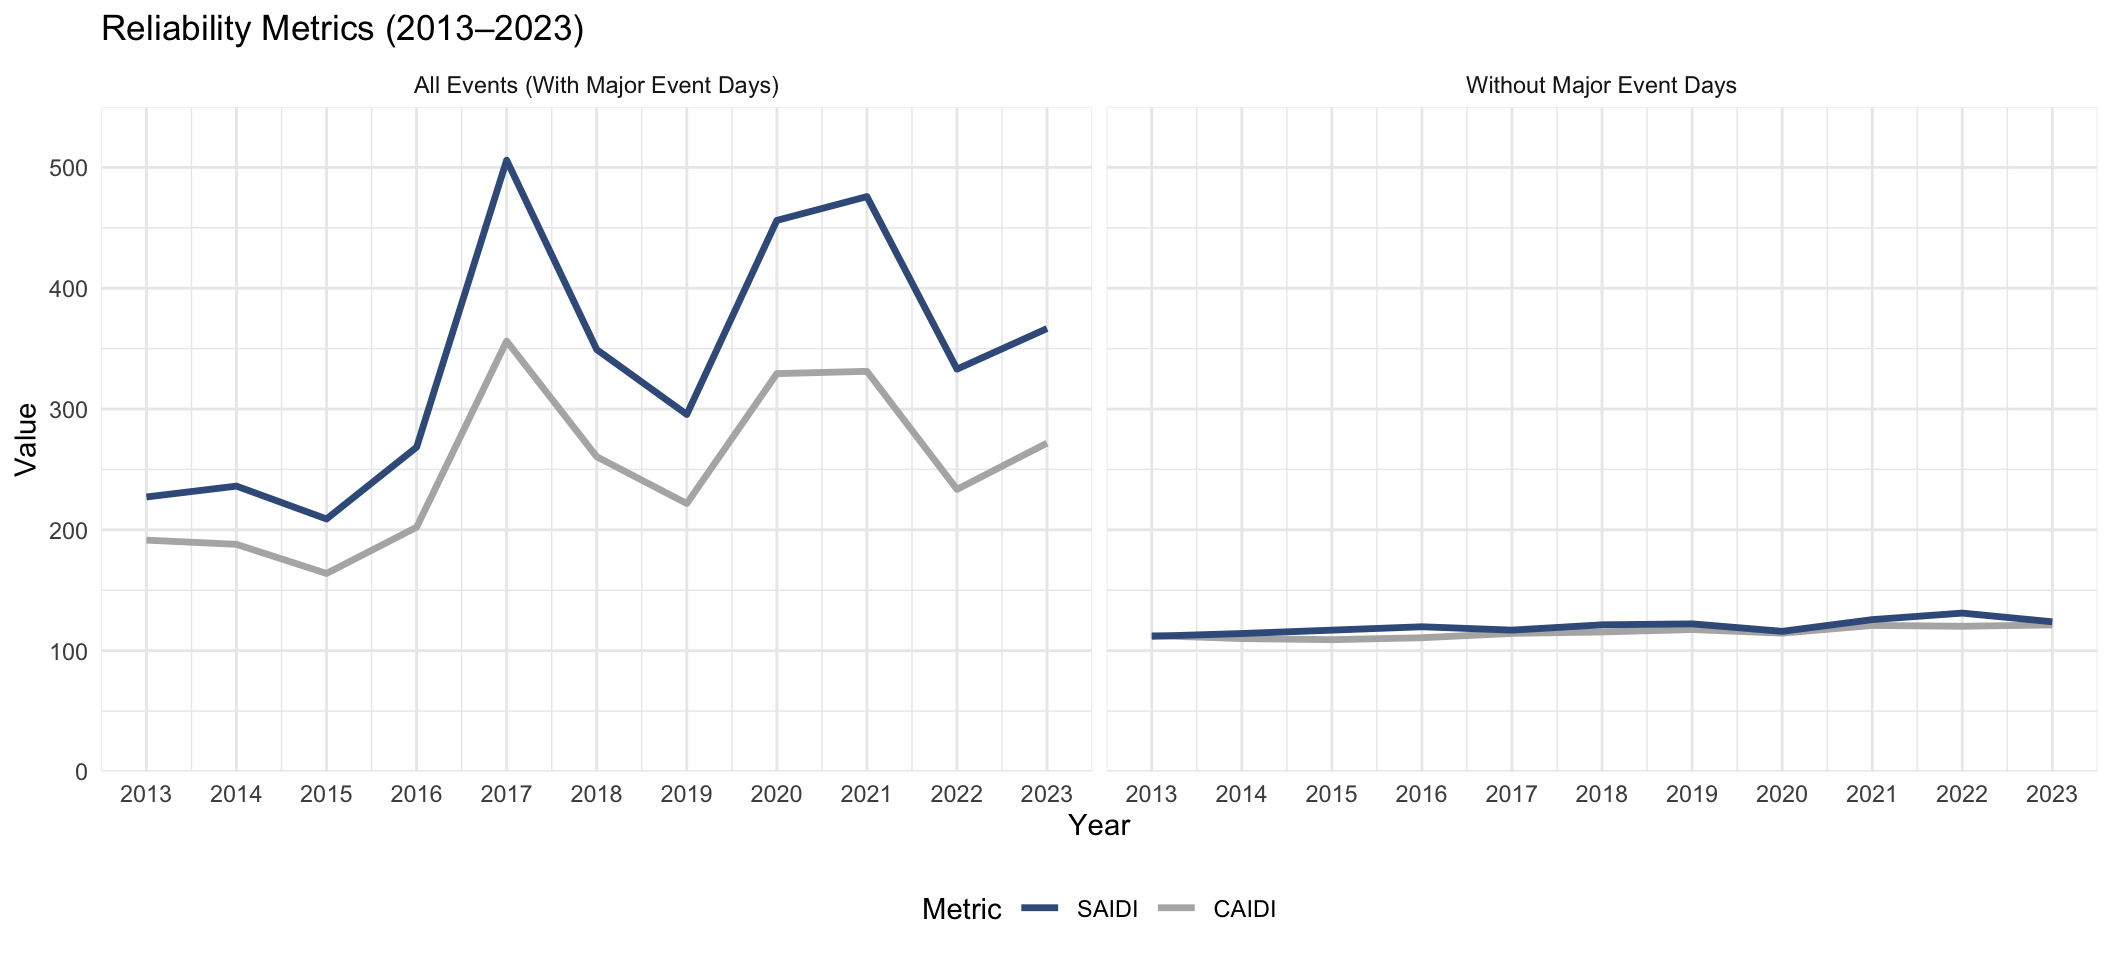 Reliability Metrics (2013–2023)
All Events (With Major Event Days)
Without Major Event Days
Value
500
400
300
200
100
0
2013 2014 2015 2016 2017 2018 2019 2020 2021 2022 2023
2013 2014 2015 2016 2017 2018 2019 2020 2021 2022 2023
Year
Metric SAIDI CAIDI